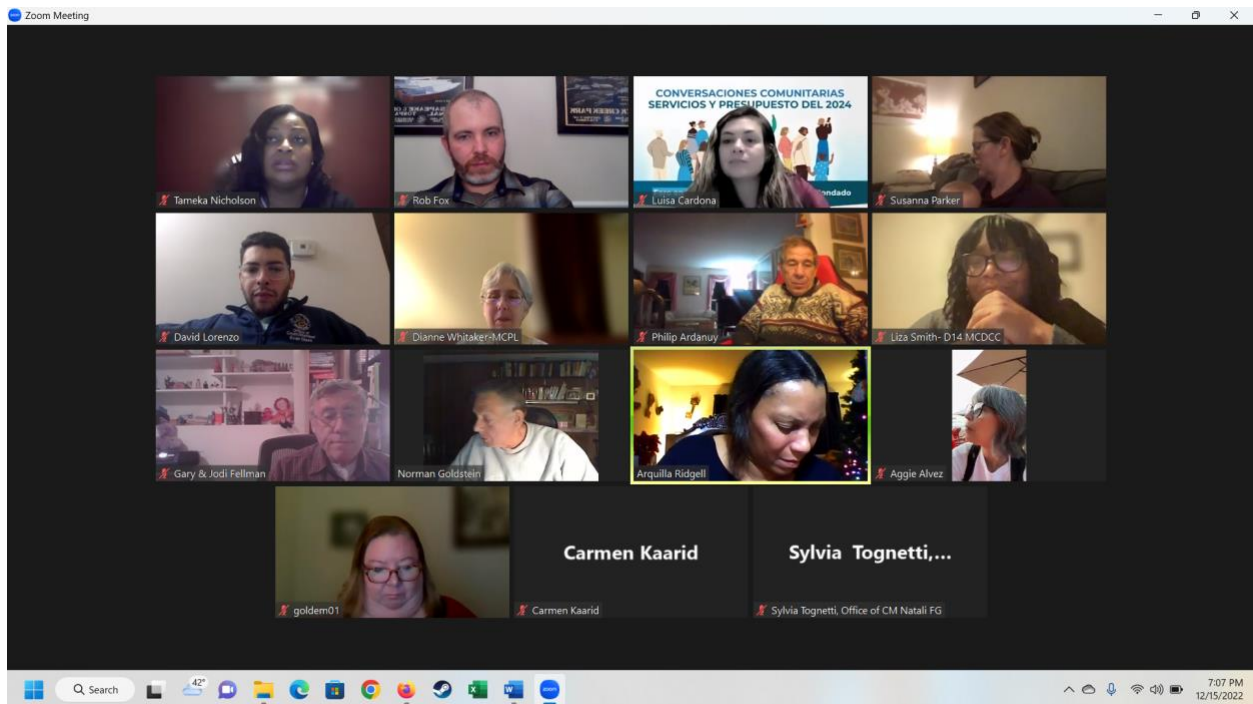 Zoom Meeting
CONVERSACIONES COMUNITARIAS
SERVICIOS Y PRESUPUESTO DEL 2024
ondado
Tameka Nicholson
Rob Fox
Luisa Cardona
Susanna Parker
David Lorenzo
Dianne Whitaker-MCPL
Philip Ardanuy
Liza Smith- D14 MCDCC
Gary & Jodi Fellman
Norman Goldstein
Arquilla Ridgell
Aggie Alvez
goldem01
Carmen Kaarid
Carmen Kaarid
Sylvia Tognetti,...
Sylvia Tognetti, Office of CM Natali FG
Search
42°
7:07 PM
12/15/2022